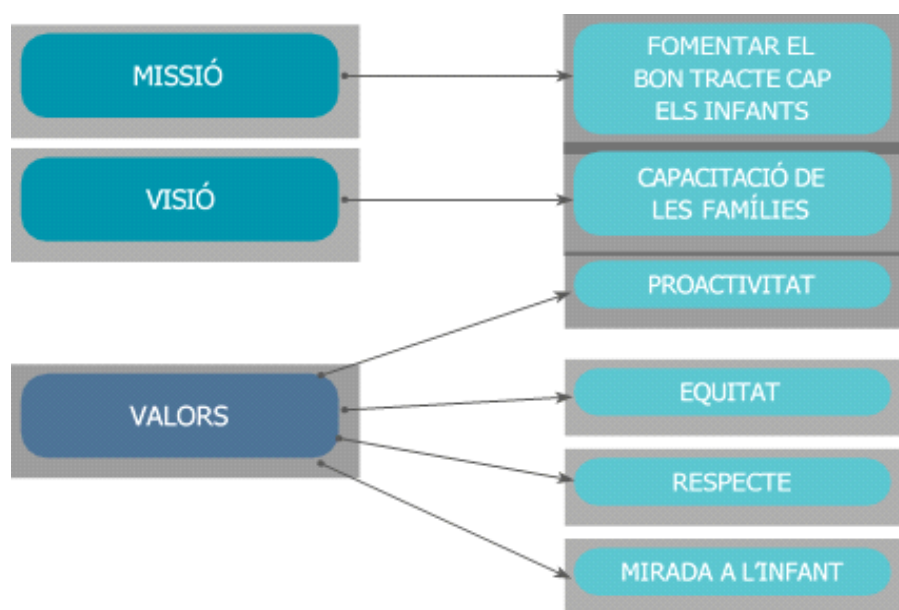 MISSIÓ
FOMENTAR EL
BON TRACTE CAP
ELS INFANTS
VISIÓ
CAPACITACIÓ DE
LES FAMÍLIES
VALORS
PROACTIVITAT
EQUITAT
RESPECTE
MIRADA A L'INFANT